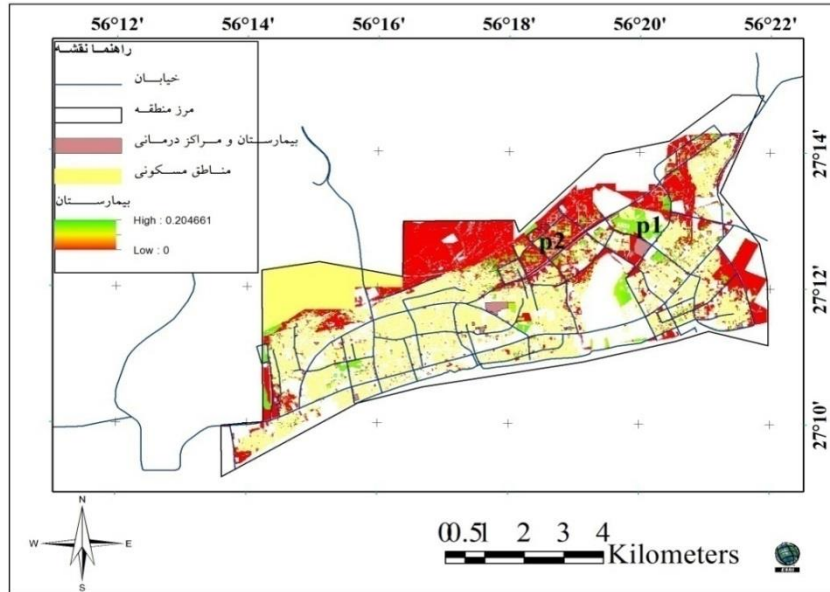 56°12' 56°14' 56°16' 56°18' 56°20' 56°22'
راهنما نقشه
خیابان
مرز منطقه
بیمارستان و مراکز درمانی
مناطق مسکونی
بیمارستان
High : 0.204661
Low : 0
27°14'
p1
p2
27°12'
27°10'
N
W E
S
0 0.5 1 2 3 4
Kilometers
ESRI